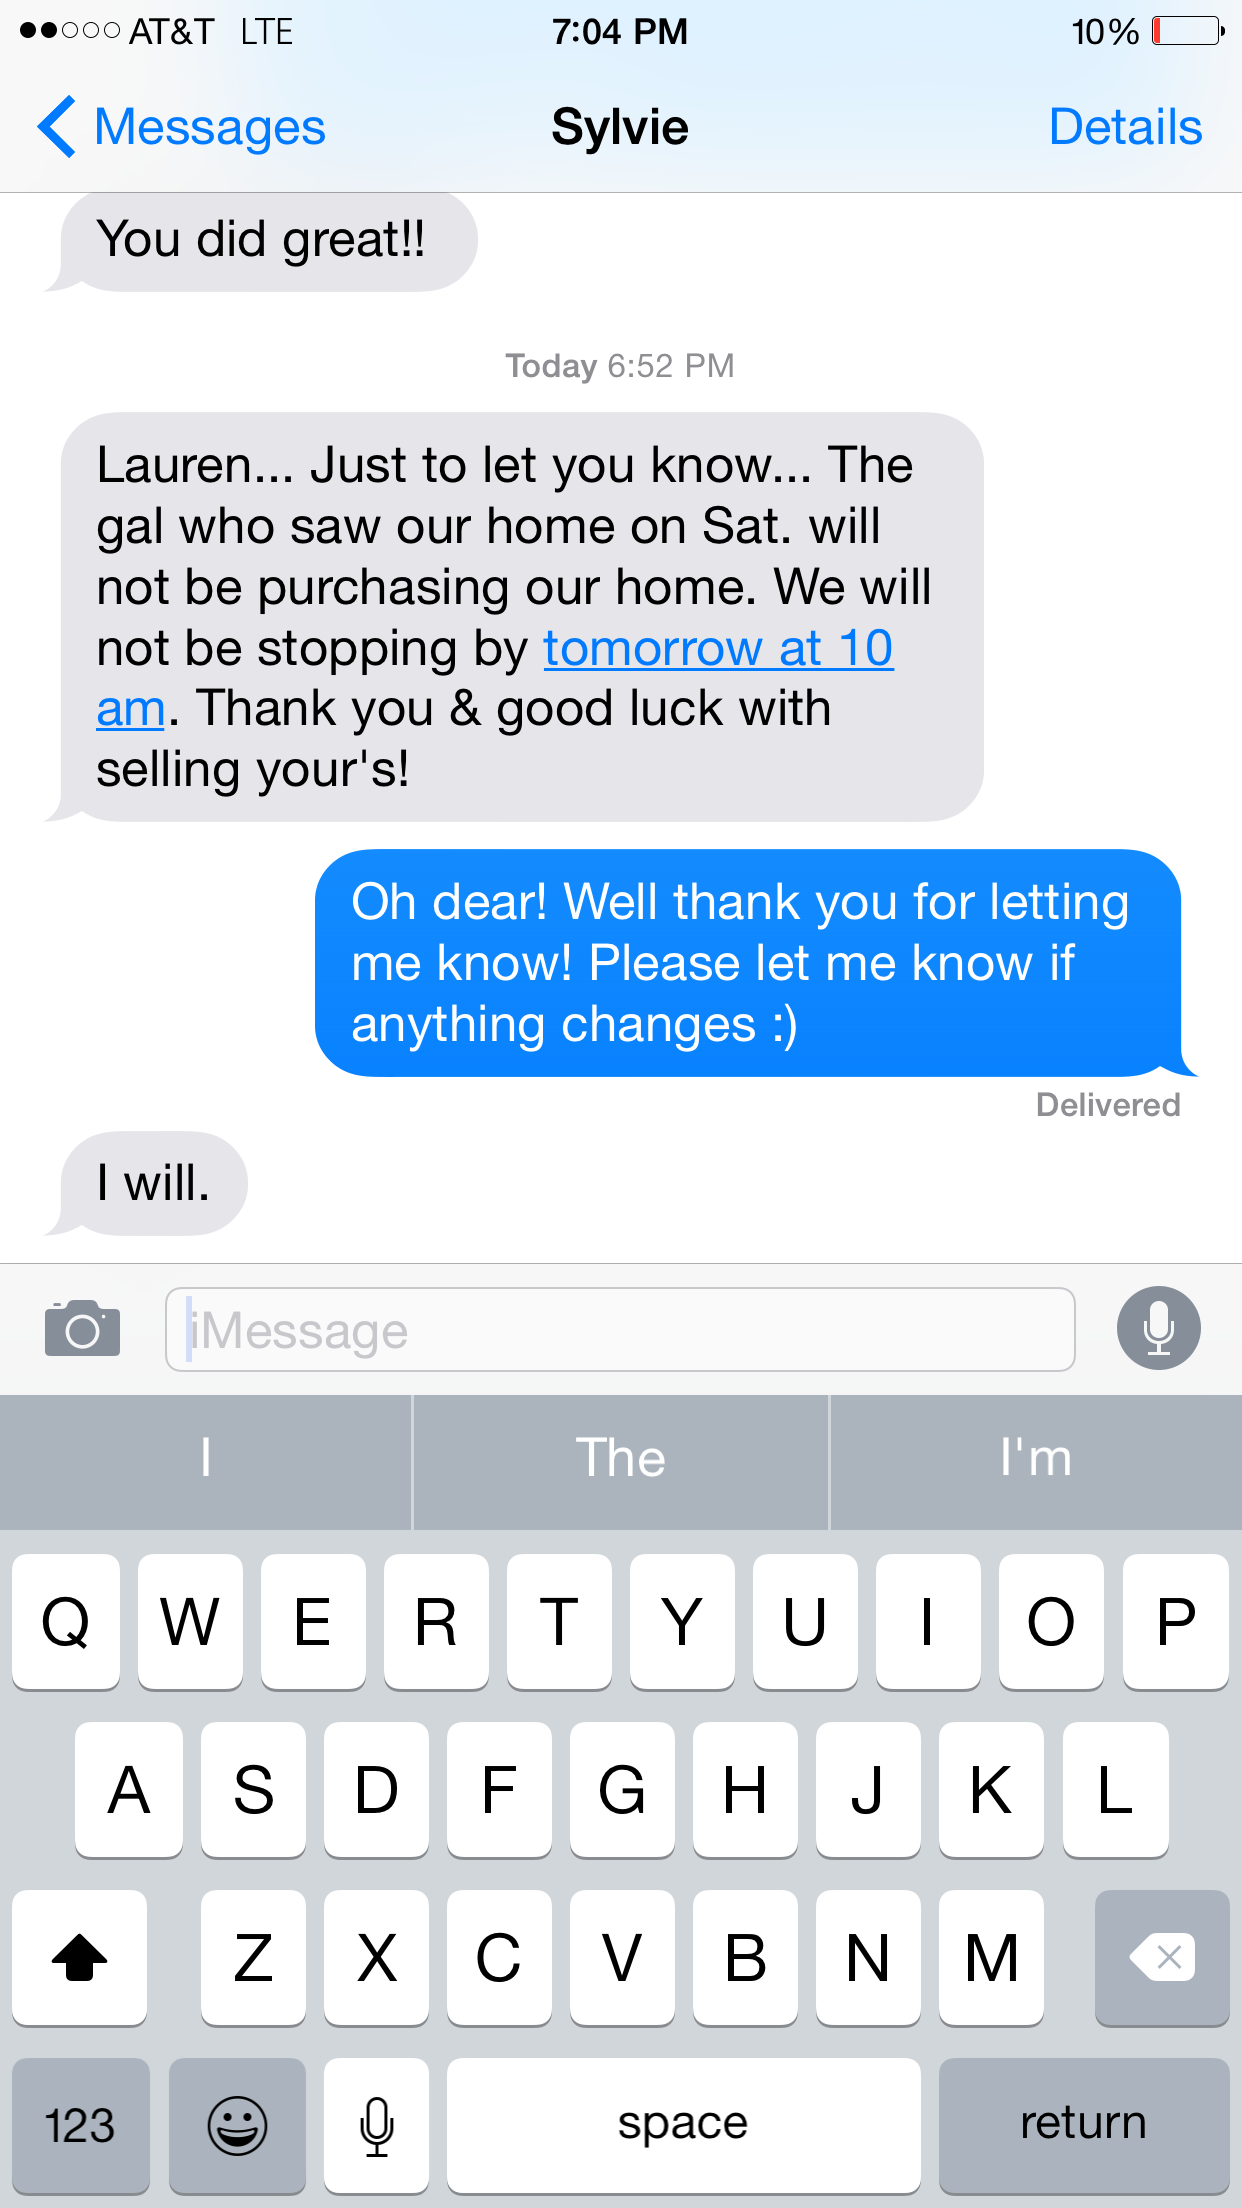 AT&T LTE 7:04 PM 10%
Messages Sylvie Details
You did great!!
Today 6:52 PM
Lauren... Just to let you know... The
gal who saw our home on Sat. will
not be purchasing our home. We will
not be stopping by tomorrow at 10
am. Thank you & good luck with
selling your's!
Oh dear! Well thank you for letting
me know! Please let me know if
anything changes :)
Delivered
I will.
iMessage
I The I'm
Q W E R T Y U I O P
A S D F G H J K L
Z X C V B N M
123 space return